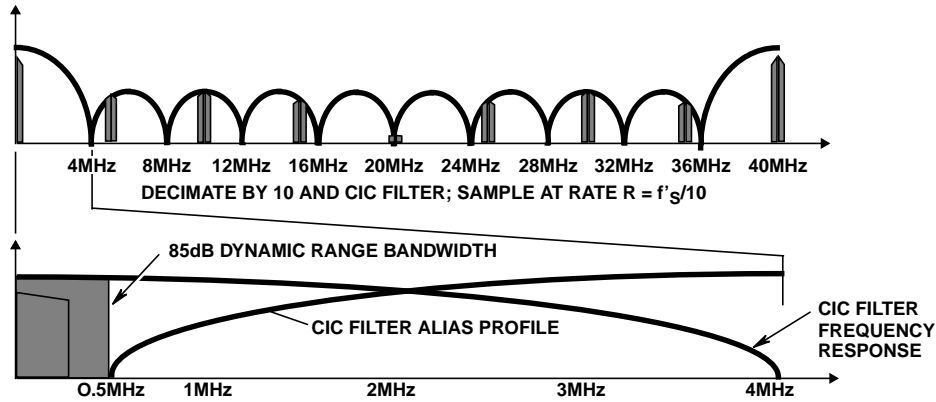 4MHz 8MHz 12MHz 16MHz 20MHz 24MHz 28MHz 32MHz 36MHz 40MHz
DECIMATE BY 10 AND CIC FILTER; SAMPLE AT RATE R = f'S/10
85dB DYNAMIC RANGE BANDWIDTH
CIC FILTER ALIAS PROFILE
CIC FILTER
FREQUENCY
RESPONSE
0.5MHz 1MHz 2MHz 3MHz 4MHz